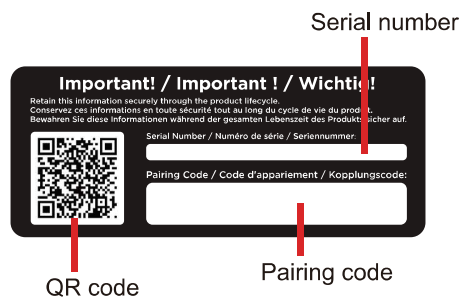 Serial number
Important! / Important ! / Wichtig!
Retain this information securely through the product lifecycle.
Conservez ces informations en toute sécurité tout au long du cycle de vie du produit.
Bewahren Sie diese Informationen während der gesamten Lebenszeit des Produkts sicher auf.
Serial Number / Numéro de série / Seriennummer:
Pairing Code / Code d'appariement / Kopplungscode:
QR code
Pairing code